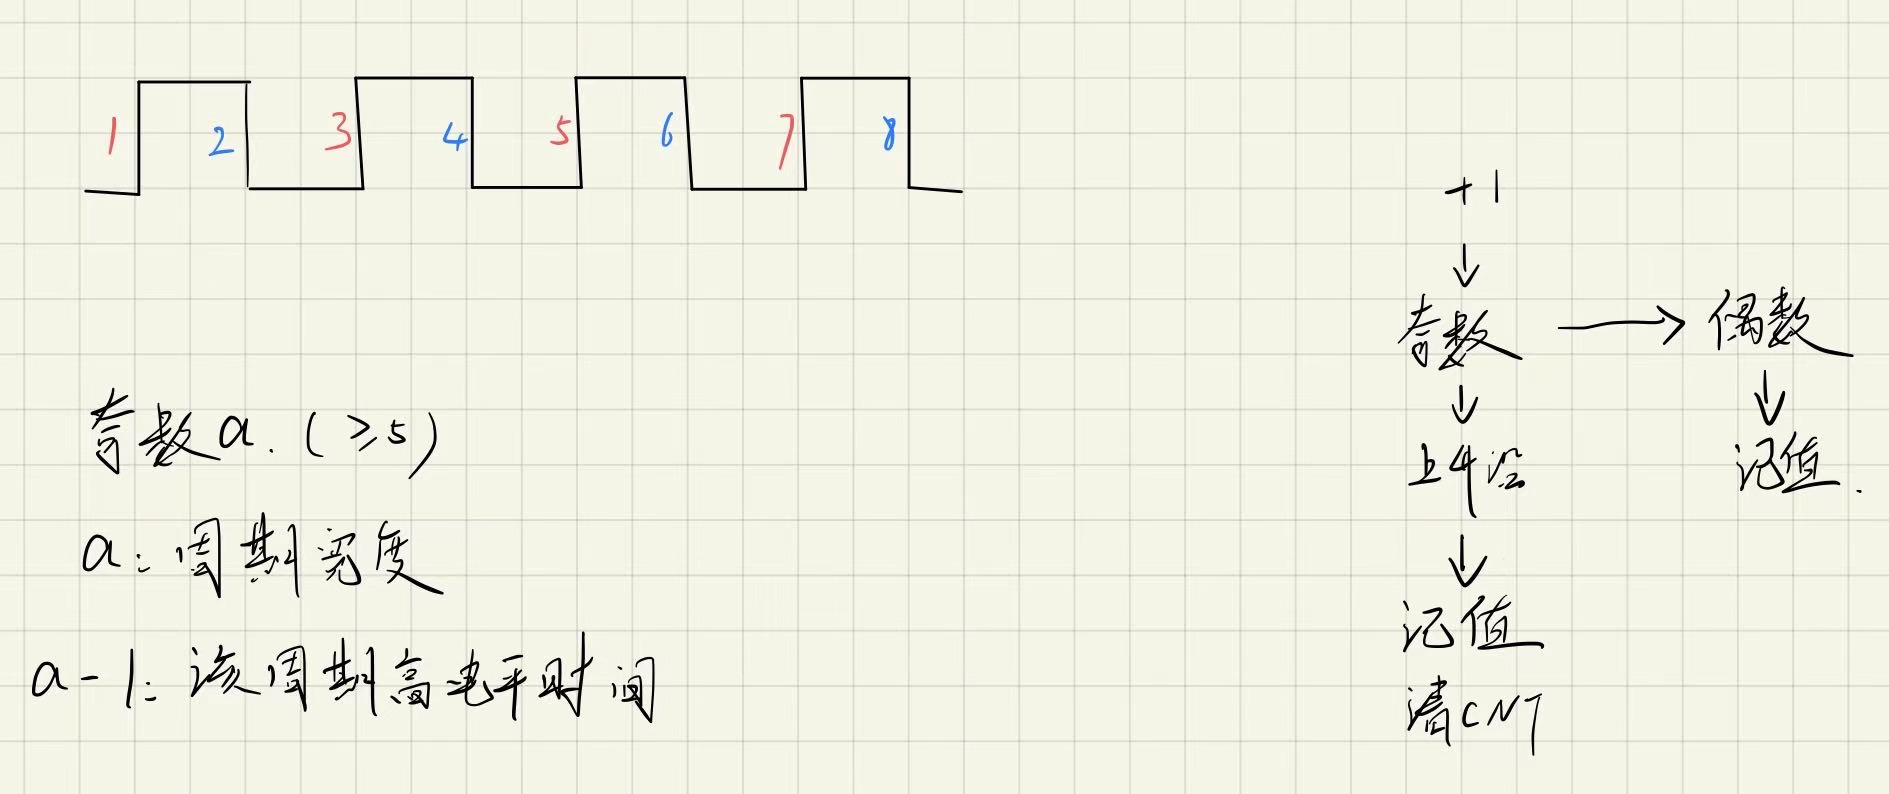 1 2 3 4 5 6 7 8
奇数a.(≥5)
a:周期宽度
a-1:该周期高电平时间
+1
↓
奇数 → 偶数
↓ ↓
上升沿 记值.
↓
记值
清CNT